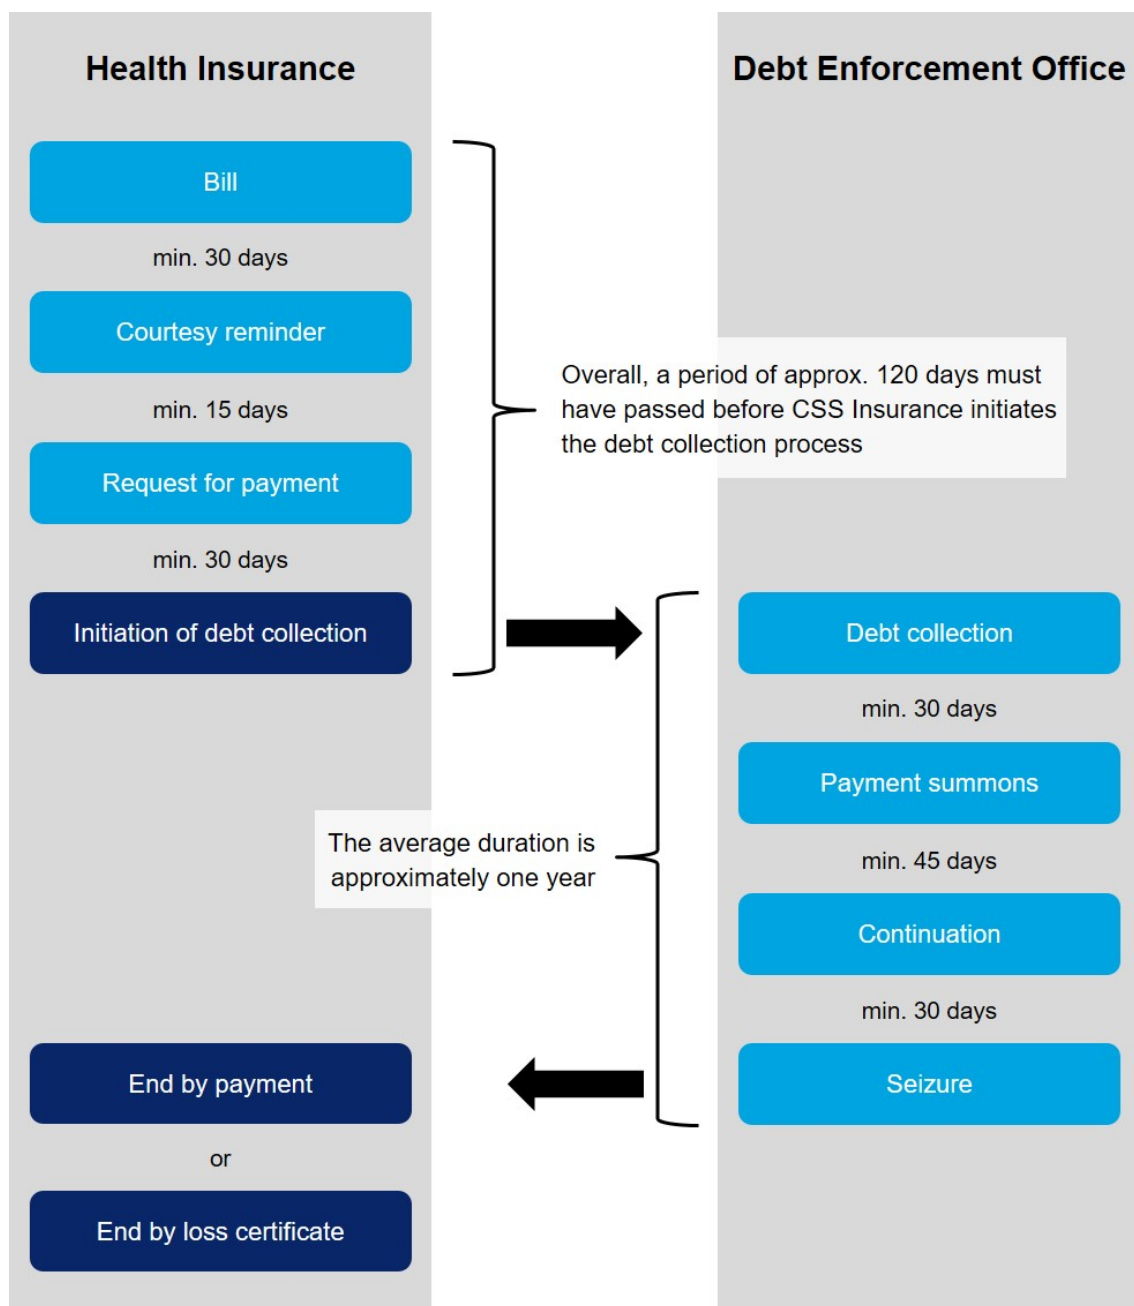 Health Insurance
Bill
min. 30 days
Courtesy reminder
min. 15 days
Request for payment
min. 30 days
Initiation of debt collection
Overall, a period of approx. 120 days must
have passed before CSS Insurance initiates
the debt collection process
Debt Enforcement Office
Debt collection
min. 30 days
Payment summons
min. 45 days
Continuation
min. 30 days
Seizure
The average duration is
approximately one year
End by payment
or
End by loss certificate